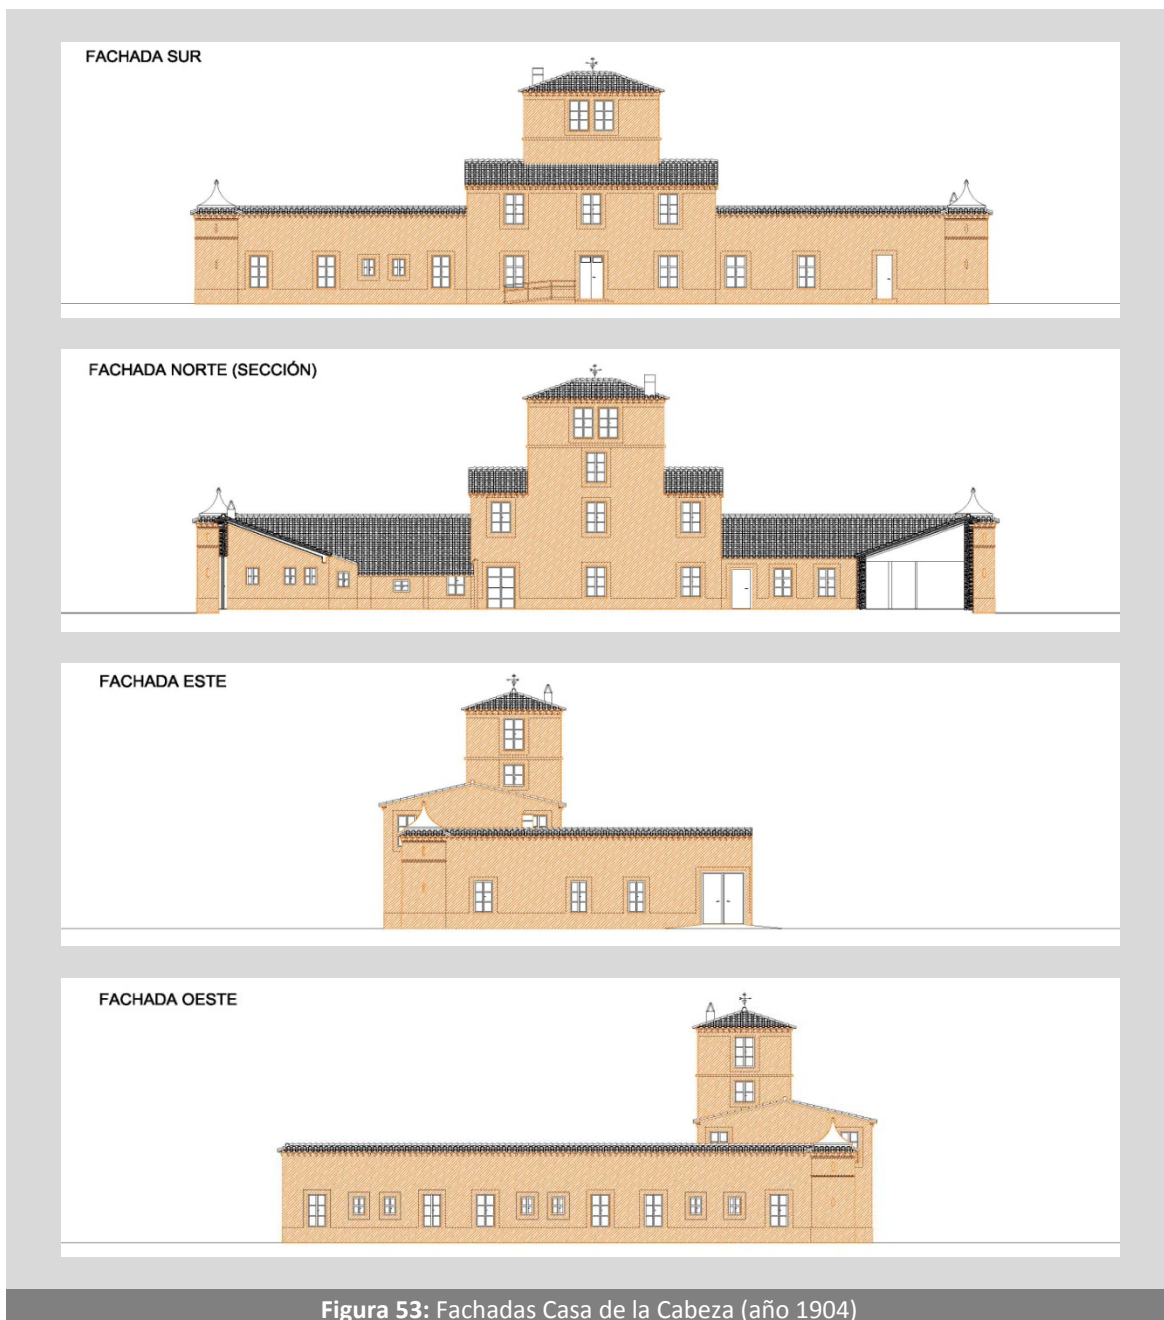 FACHADA SUR
FACHADA NORTE (SECCIÓN)
FACHADA ESTE
FACHADA OESTE
Figura 53: Fachadas Casa de la Cabeza (año 1904)